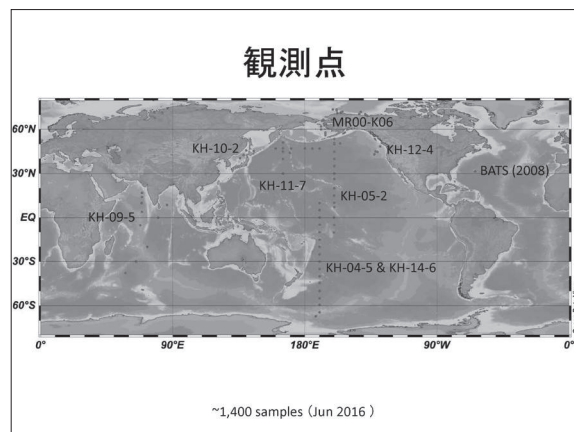 観測点
60°N
30°N
EQ
30°S
60°S
MR00-K06
KH-10-2
KH-12-4
BATS (2008)
KH-11-7
KH-05-2
KH-09-5
KH-04-5 & KH-14-6
0° 90°E 180°E 90°W 0°
~1,400 samples (Jun 2016 )